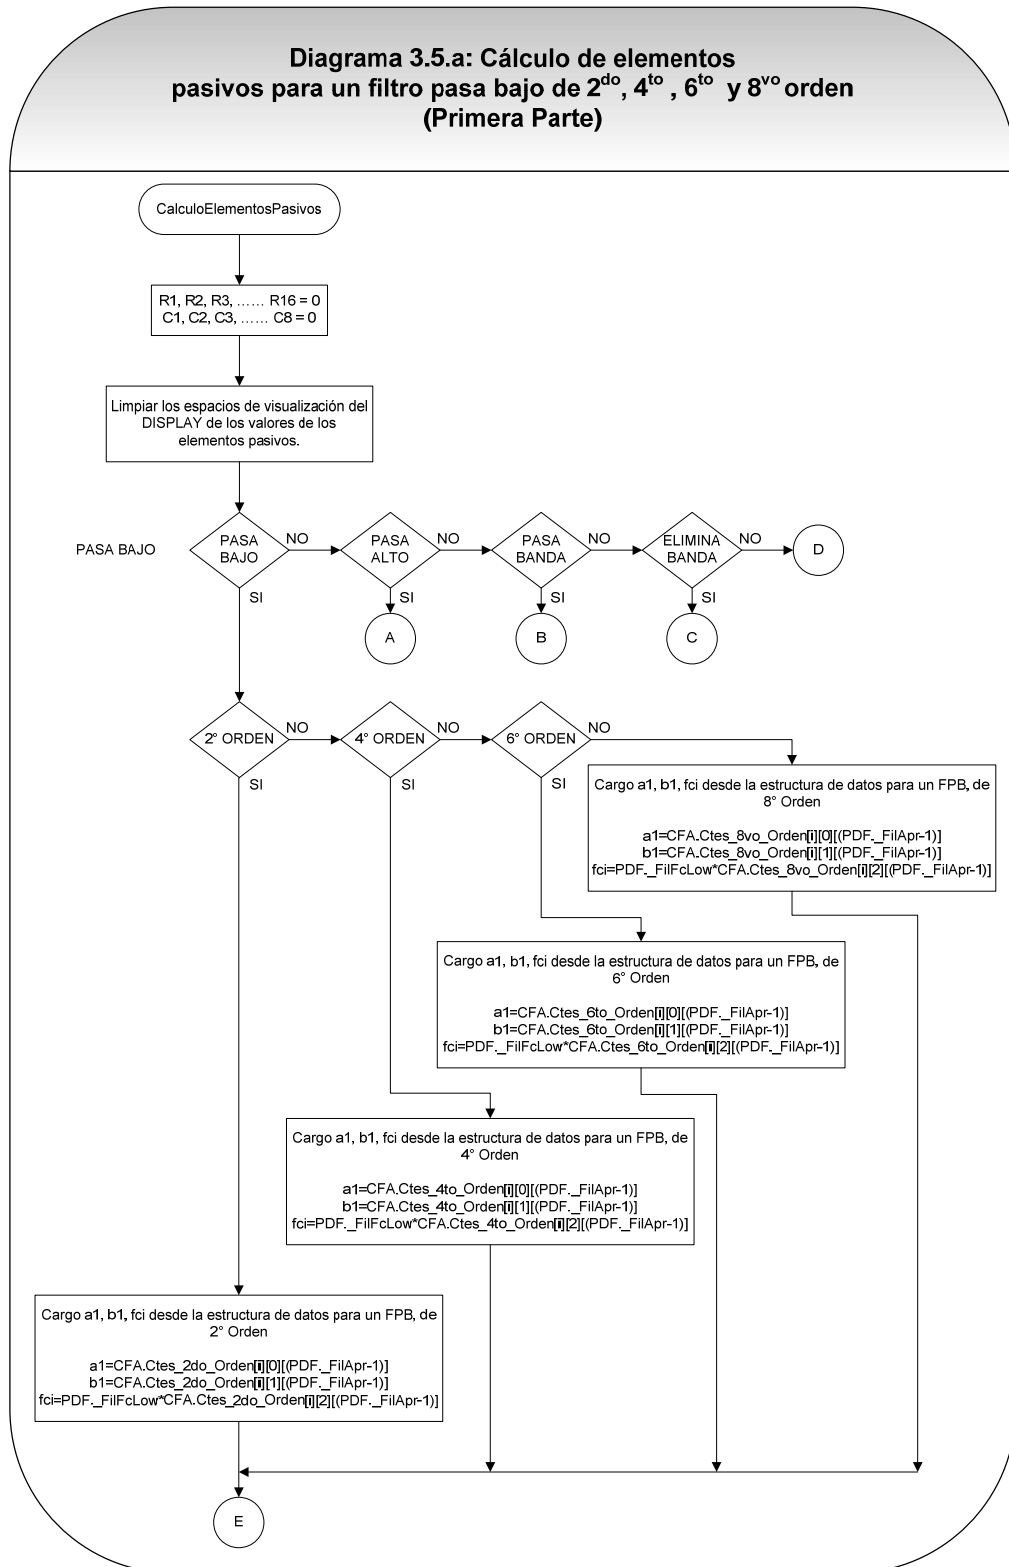 Diagrama 3.5.a: Cálculo de elementos
pasivos para un filtro pasa bajo de 2do, 4to , 6to y 8vo orden
(Primera Parte)
CalculoElementosPasivos
R1, R2, R3, …… R16 = 0
C1, C2, C3, …… C8 = 0
Limpiar los espacios de visualización del
DISPLAY de los valores de los
elementos pasivos.
PASA BAJO
PASA
BAJO
NO
SI
PASA
ALTO
NO
SI
PASA
BANDA
NO
SI
ELIMINA
BANDA
NO
SI
D
A
B
C
2° ORDEN
NO
SI
4° ORDEN
NO
SI
6° ORDEN
NO
SI
Cargo a1, b1, fci desde la estructura de datos para un FPB, de
8° Orden
a1=CFA.Ctes_8vo_Orden[i][0][(PDF._FilApr-1)]
b1=CFA.Ctes_8vo_Orden[i][1][(PDF._FilApr-1)]
fci=PDF._FilFcLow*CFA.Ctes_8vo_Orden[i][2][(PDF._FilApr-1)]
Cargo a1, b1, fci desde la estructura de datos para un FPB, de
6° Orden
a1=CFA.Ctes_6to_Orden[i][0][(PDF._FilApr-1)]
b1=CFA.Ctes_6to_Orden[i][1][(PDF._FilApr-1)]
fci=PDF._FilFcLow*CFA.Ctes_6to_Orden[i][2][(PDF._FilApr-1)]
Cargo a1, b1, fci desde la estructura de datos para un FPB, de
4° Orden
a1=CFA.Ctes_4to_Orden[i][0][(PDF._FilApr-1)]
b1=CFA.Ctes_4to_Orden[i][1][(PDF._FilApr-1)]
fci=PDF._FilFcLow*CFA.Ctes_4to_Orden[i][2][(PDF._FilApr-1)]
Cargo a1, b1, fci desde la estructura de datos para un FPB, de
2° Orden
a1=CFA.Ctes_2do_Orden[i][0][(PDF._FilApr-1)]
b1=CFA.Ctes_2do_Orden[i][1][(PDF._FilApr-1)]
fci=PDF._FilFcLow*CFA.Ctes_2do_Orden[i][2][(PDF._FilApr-1)]
E